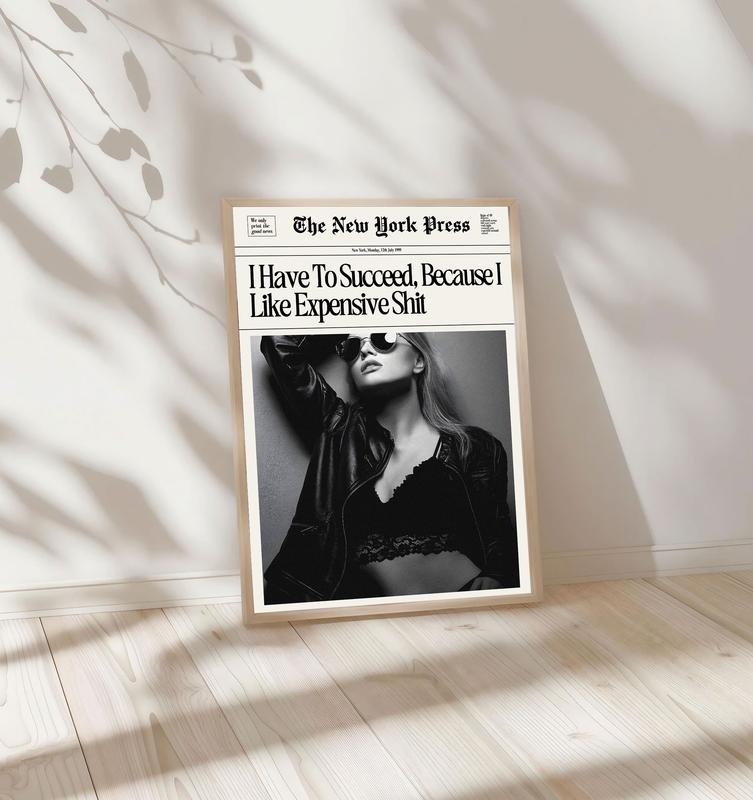 We only
print the
good news
The New York Press
New York, Monday, 12th July 1999
I Have To Succeed, Because I
Like Expensive Shit